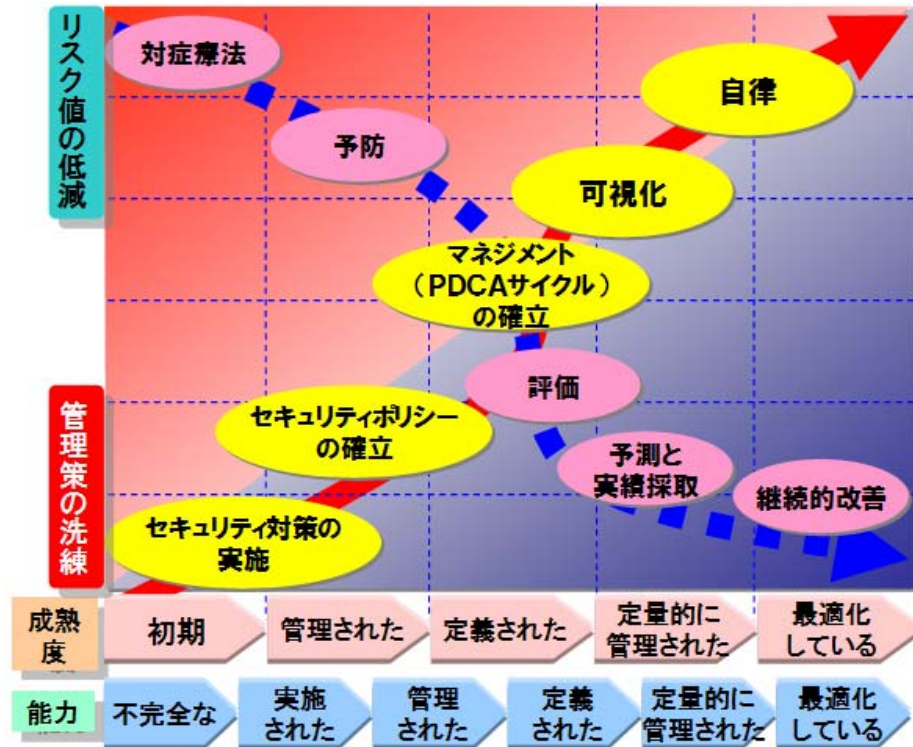 リスク値の低減
管理策の洗練
対症療法
予防
自律
可視化
マネジメント
（PDCAサイクル）
の確立
評価
セキュリティポリシー
の確立
予測と
実績採取
継続的改善
セキュリティ対策の
実施
成熟
度
初期
管理された
定義された
定量的に
管理された
最適化
している
能力
不完全な
実施
された
管理
された
定義
された
定量的に
管理された
最適化
している